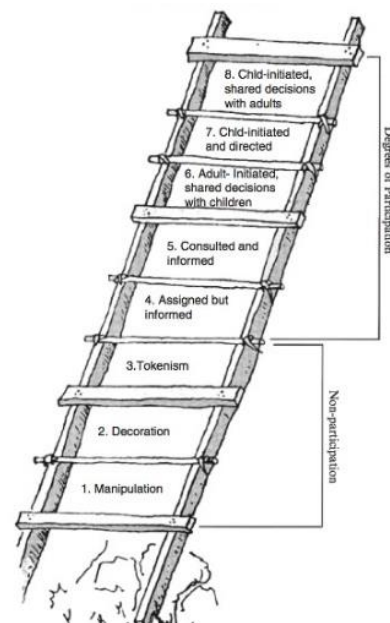 8. Chld-initiated,
shared decisions
with adults
7. Chld-initiated
and directed
6. Adult- Initiated,
shared decisions
with children
5. Consulted and
informed
4. Assigned but
informed
3.Tokenism
2. Decoration
1. Manipulation
Degrees of Participation
Non-participation